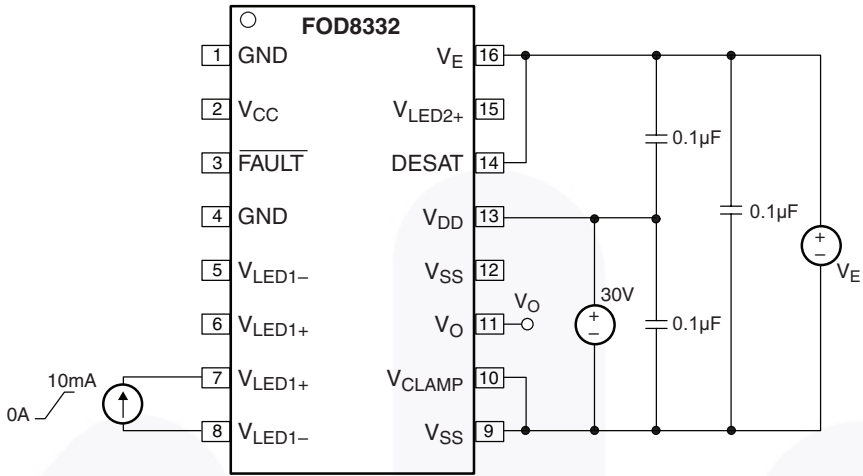 FOD8332
1 GND VE 16
2 VCC VLED2+ 15
3 FAULT DESAT 14
4 GND VDD 13
5 VLED1– VSS 12
6 VLED1+ VO 11
7 VLED1+ VCLAMP 10
8 VLED1– VSS 9
0.1µF
0.1µF
+
–
VE
VO
30V
+
–
0.1µF
10mA
0A